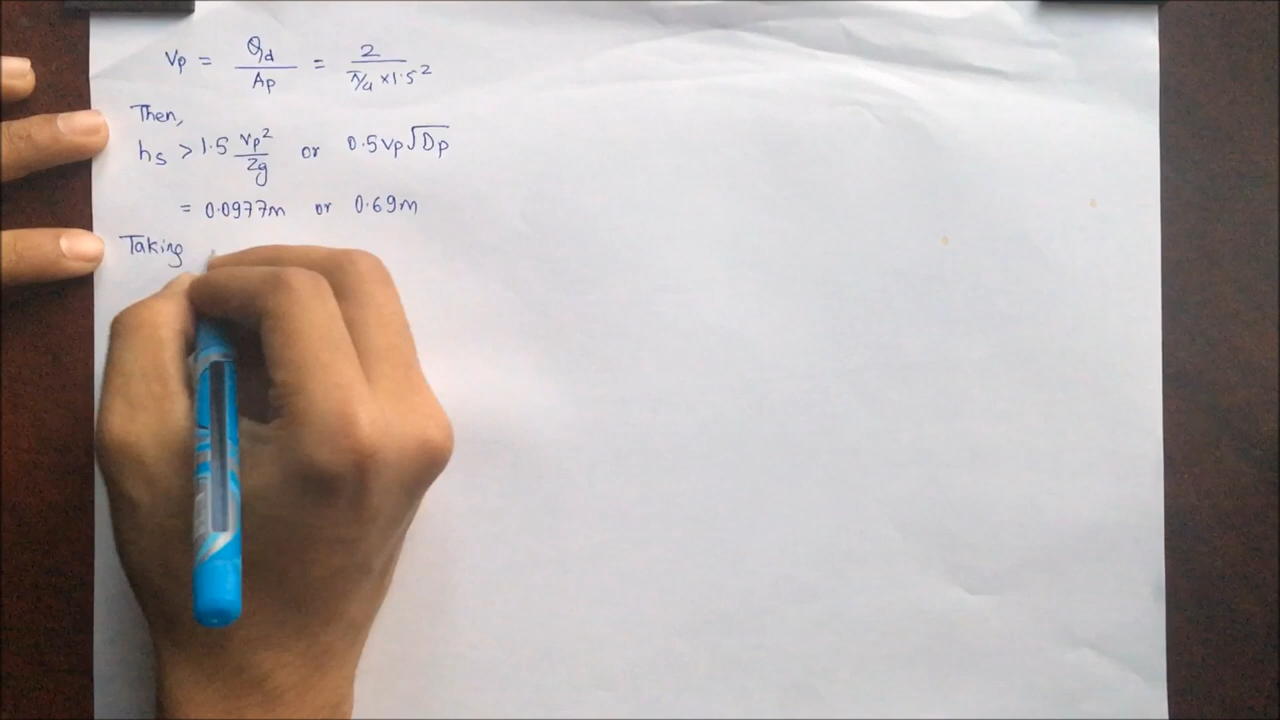 Vp = Qd / Ap = 2 / π/4 × 1.5²
Then,
hs > 1.5 Vp² / 2g or 0.5 Vp √Dp
= 0.0977m or 0.69m
Taking